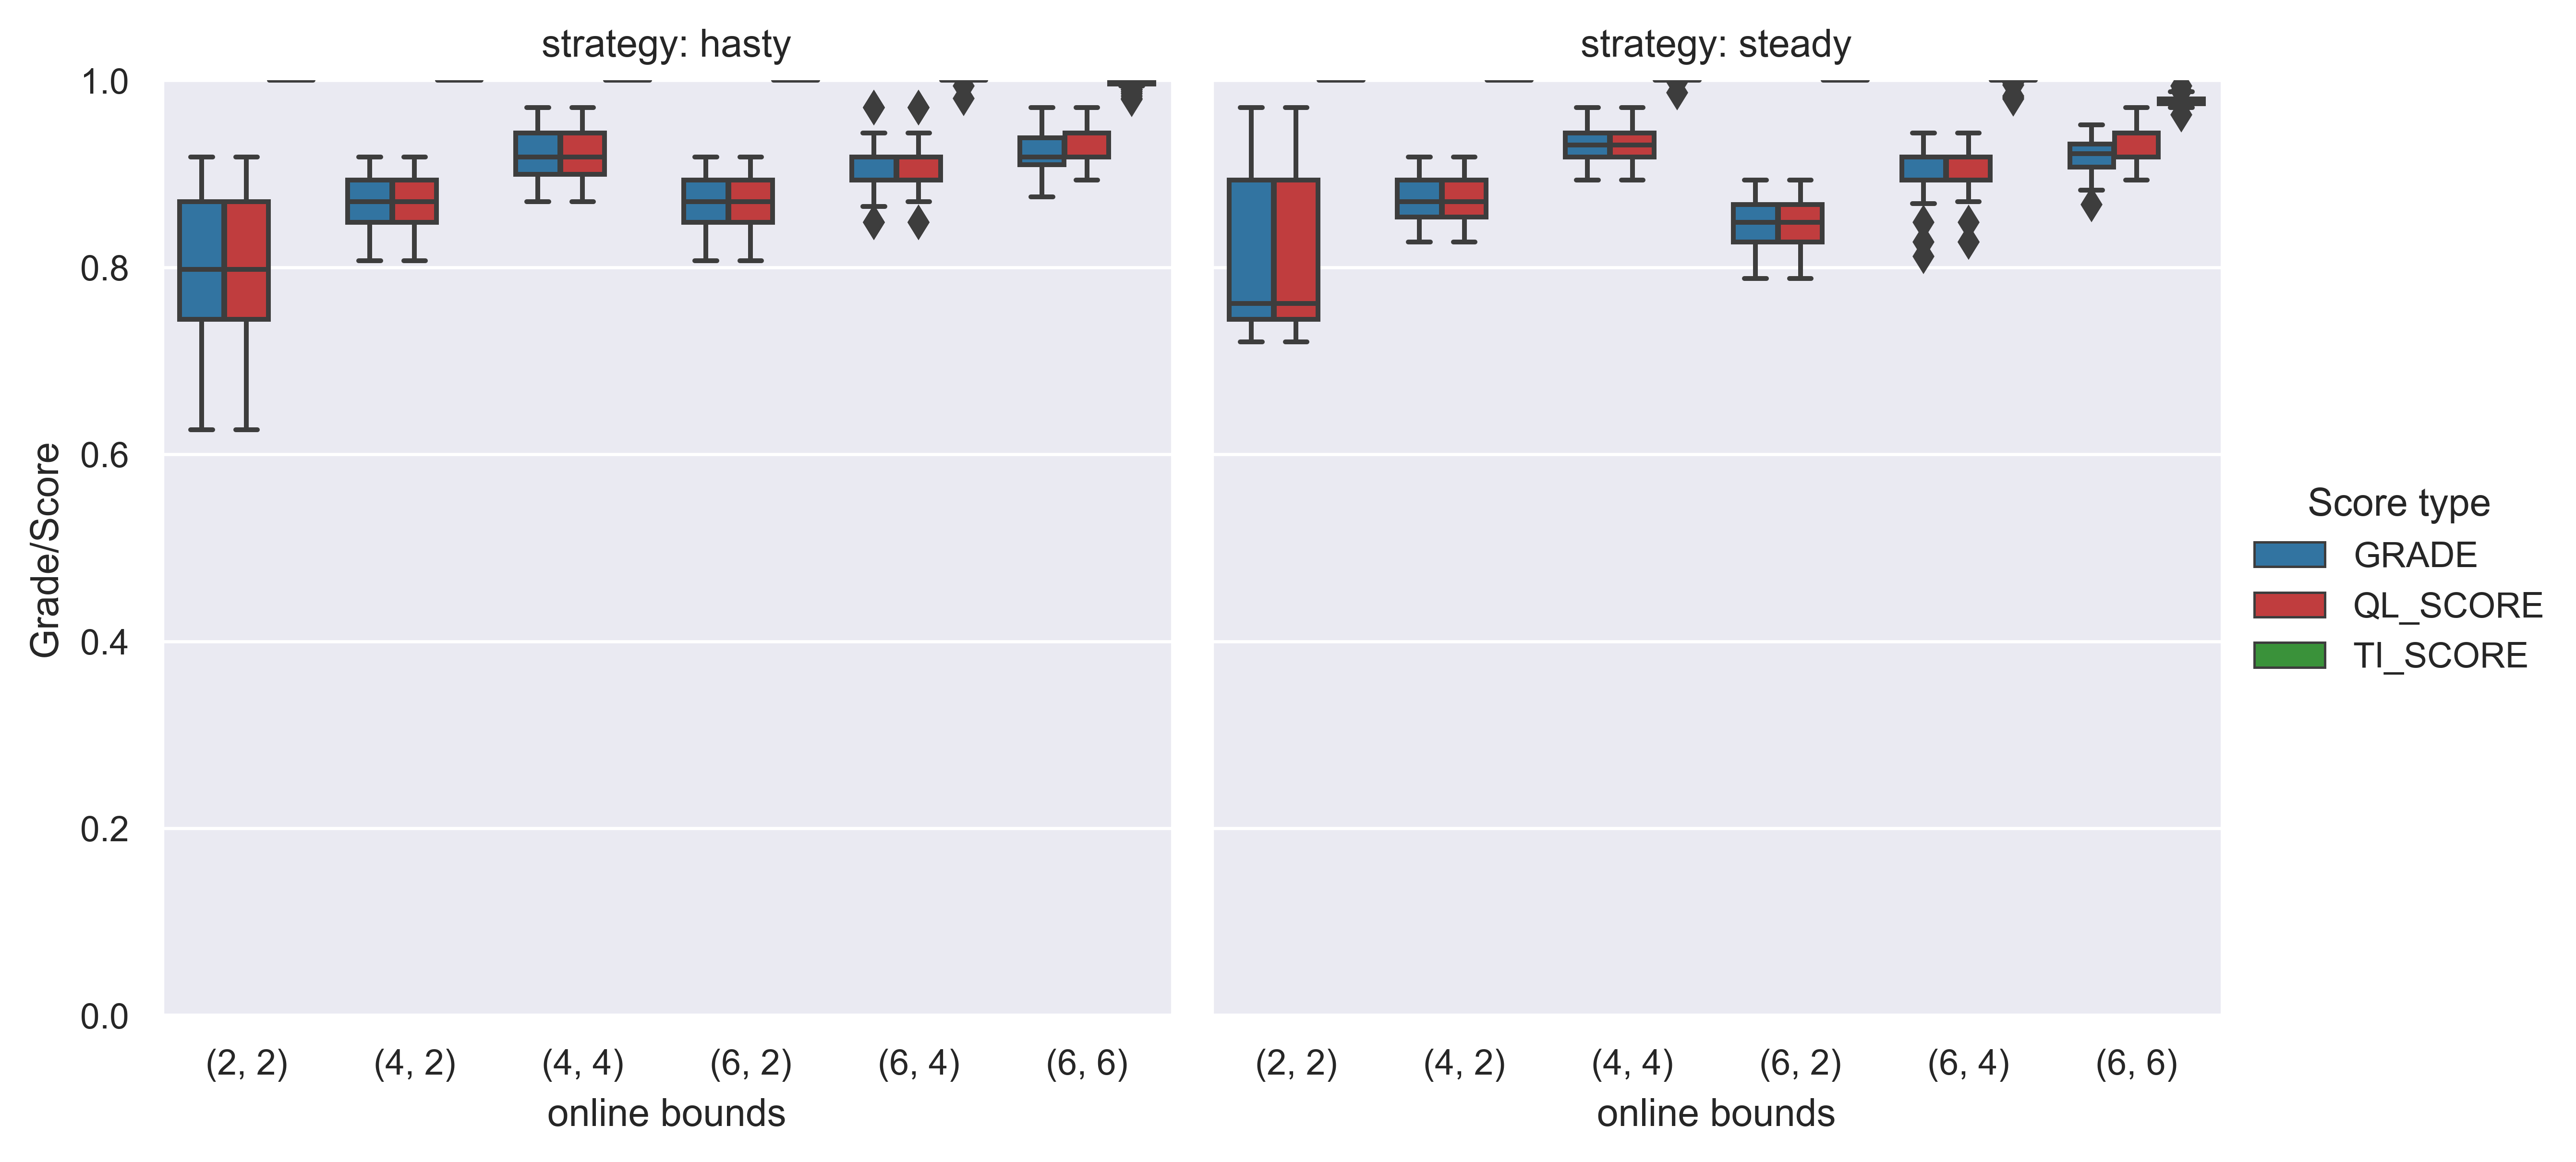 strategy: hasty
strategy: steady
Grade/Score
1.0
0.8
0.6
0.4
0.2
0.0
(2, 2) (4, 2) (4, 4) (6, 2) (6, 4) (6, 6)
online bounds
(2, 2) (4, 2) (4, 4) (6, 2) (6, 4) (6, 6)
online bounds
Score type
GRADE
QL_SCORE
TI_SCORE